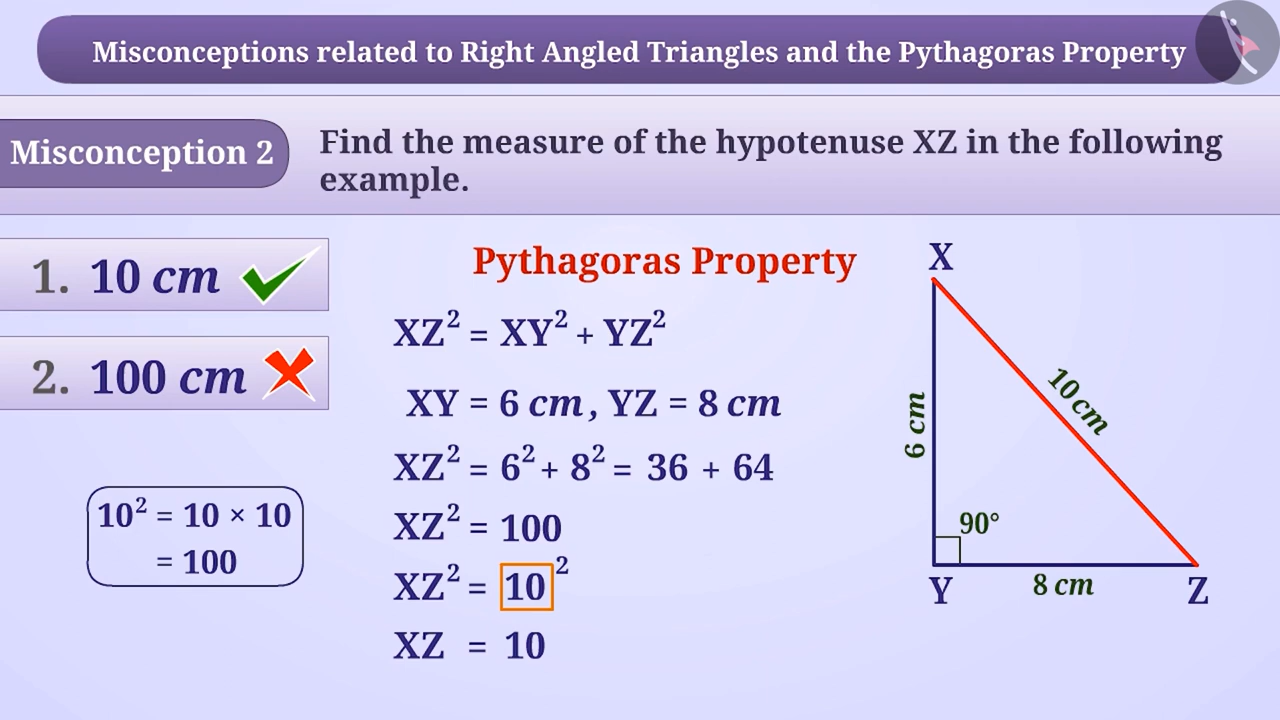 Misconceptions related to Right Angled Triangles and the Pythagoras Property
Misconception 2
Find the measure of the hypotenuse XZ in the following
example.
1. 10 cm
2. 100 cm
10² = 10 × 10
= 100
Pythagoras Property
XZ² = XY² + YZ²
XY = 6 cm, YZ = 8 cm
XZ² = 6² + 8² = 36 + 64
XZ² = 100
XZ² = 10²
XZ = 10
X
6 cm
10 cm
90°
Y
8 cm
Z